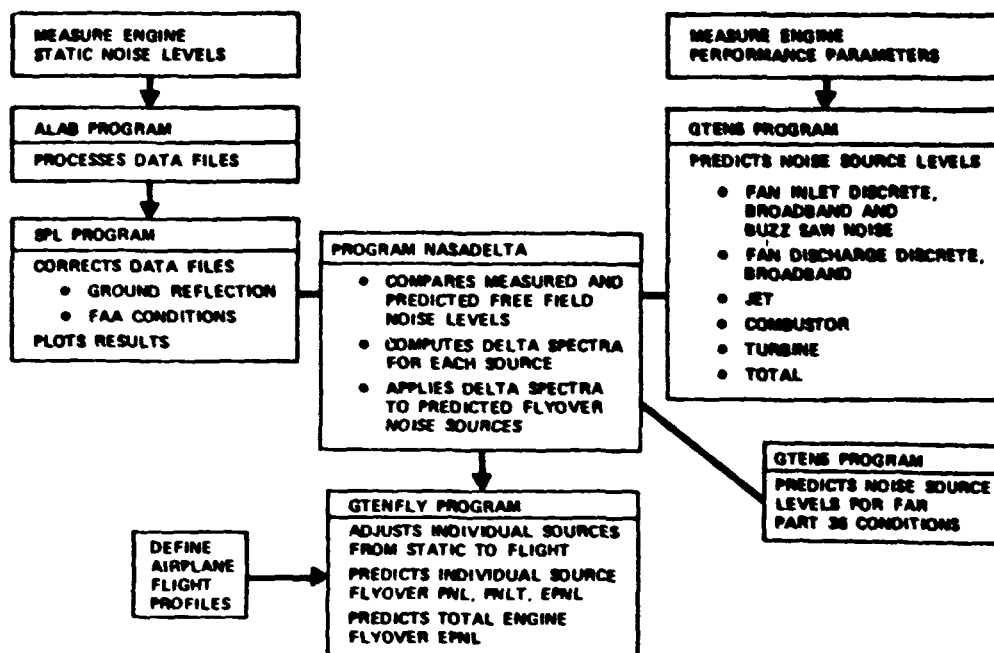 MEASURE ENGINE
STATIC NOISE LEVELS
ALAB PROGRAM
PROCESSES DATA FILES
SPL PROGRAM
CORRECTS DATA FILES
• GROUND REFLECTION
• FAA CONDITIONS
PLOTS RESULTS
PROGRAM NASADELTA
• COMPARES MEASURED AND
PREDICTED FREE FIELD
NOISE LEVELS
• COMPUTES DELTA SPECTRA
FOR EACH SOURCE
• APPLIES DELTA SPECTRA
TO PREDICTED FLYOVER
NOISE SOURCES
MEASURE ENGINE
PERFORMANCE PARAMETERS
GTENS PROGRAM
PREDICTS NOISE SOURCE LEVELS
• FAN INLET DISCRETE,
BROADBAND AND
BUZZ SAW NOISE
• FAN DISCHARGE DISCRETE,
BROADBAND
• JET
• COMBUSTOR
• TURBINE
• TOTAL
GTENS PROGRAM
PREDICTS NOISE SOURCE
LEVELS FOR FAR
PART 36 CONDITIONS
DEFINE
AIRPLANE
FLIGHT
PROFILES
GTENFLY PROGRAM
ADJUSTS INDIVIDUAL SOURCES
FROM STATIC TO FLIGHT
PREDICTS INDIVIDUAL SOURCE
FLYOVER PNL, PNLT, EPNL
PREDICTS TOTAL ENGINE
FLYOVER EPNL